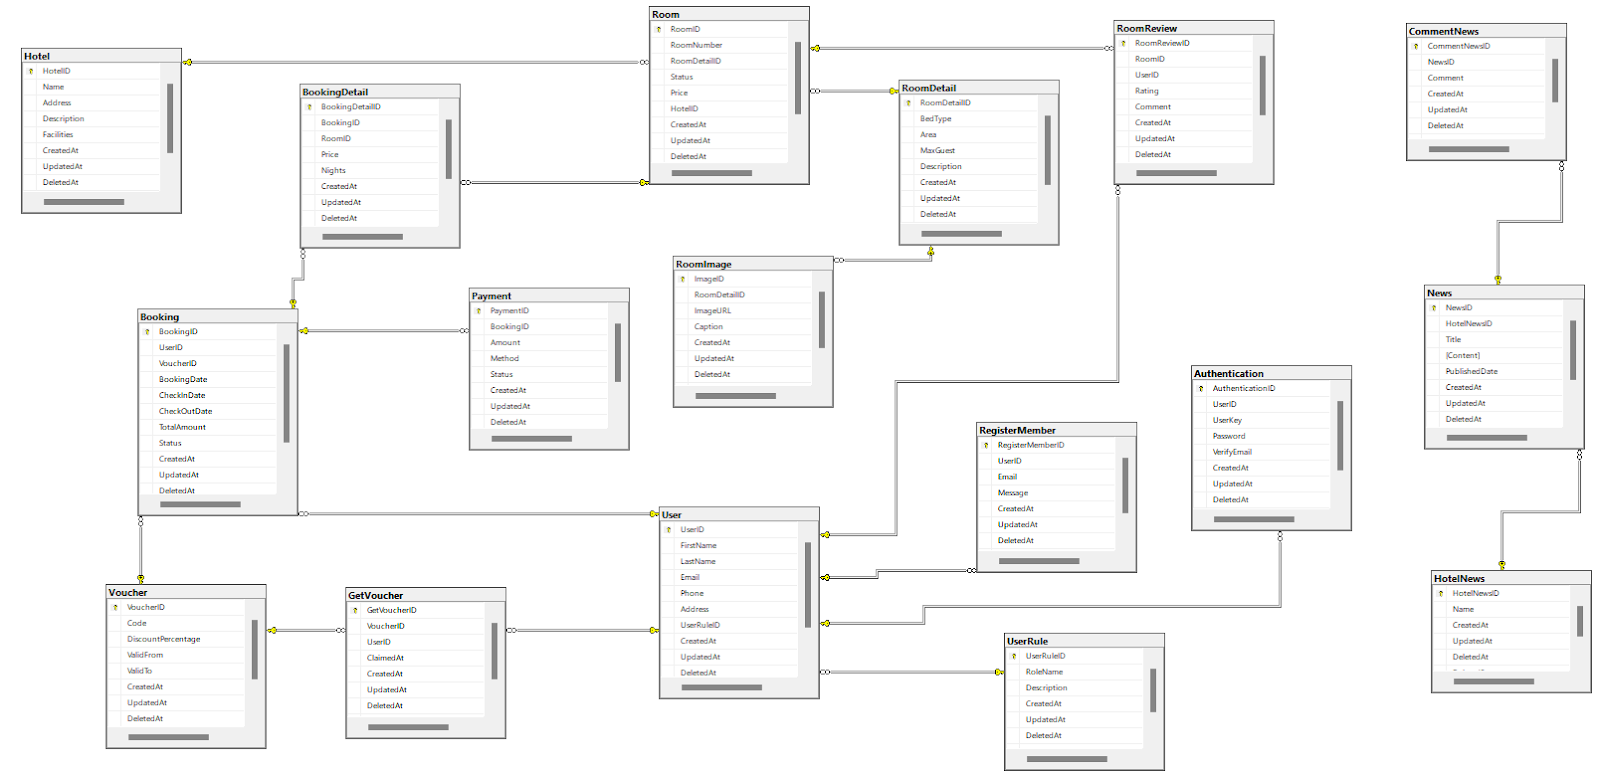 Hotel
HotelID
Name
Address
Description
Facilities
CreatedAt
UpdatedAt
DeletedAt
BookingDetail
BookingDetailID
BookingID
RoomID
Price
Nights
CreatedAt
UpdatedAt
DeletedAt
Room
RoomID
RoomNumber
RoomDetailID
Status
Price
HotelID
CreatedAt
UpdatedAt
DeletedAt
RoomDetail
RoomDetailID
BedType
Area
MaxGuest
Description
CreatedAt
UpdatedAt
DeletedAt
RoomReview
RoomReviewID
RoomID
UserID
Rating
Comment
CreatedAt
UpdatedAt
DeletedAt
CommentNews
CommentNewsID
NewsID
Comment
CreatedAt
UpdatedAt
DeletedAt
Booking
BookingID
UserID
VoucherID
BookingDate
CheckInDate
CheckOutDate
TotalAmount
Status
CreatedAt
UpdatedAt
DeletedAt
Payment
PaymentID
BookingID
Amount
Method
Status
CreatedAt
UpdatedAt
DeletedAt
RoomImage
ImageID
RoomDetailID
ImageURL
Caption
CreatedAt
UpdatedAt
DeletedAt
News
NewsID
HotelNewsID
Title
[Content]
PublishedDate
CreatedAt
UpdatedAt
DeletedAt
Authentication
AuthenticationID
UserID
UserKey
Password
VerifyEmail
CreatedAt
UpdatedAt
DeletedAt
RegisterMember
RegisterMemberID
UserID
Email
Message
CreatedAt
UpdatedAt
DeletedAt
User
UserID
FirstName
LastName
Email
Phone
Address
UserRuleID
CreatedAt
UpdatedAt
DeletedAt
Voucher
VoucherID
Code
DiscountPercentage
ValidFrom
ValidTo
CreatedAt
UpdatedAt
DeletedAt
GetVoucher
GetVoucherID
VoucherID
UserID
ClaimedAt
CreatedAt
UpdatedAt
DeletedAt
UserRule
UserRuleID
RoleName
Description
CreatedAt
UpdatedAt
DeletedAt
HotelNews
HotelNewsID
Name
CreatedAt
UpdatedAt
DeletedAt